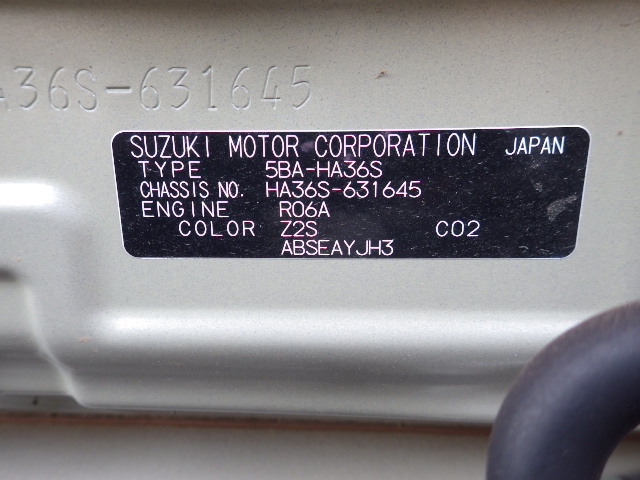 A36S-631645
SUZUKI MOTOR CORPORATION JAPAN
TYPE 5BA-HA36S
CHASSIS NO. HA36S-631645
ENGINE R06A
COLOR Z2S C02
ABSEAYJH3